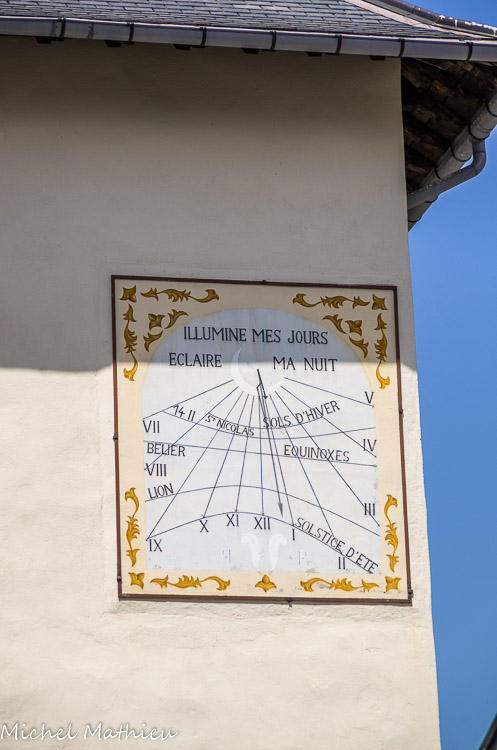 ILLUMINE MES JOURS
ECLAIRE MA NUIT
14 II
ST NICOLAS
SOLS D'HIVER
V
VII
BELIER
EQUINOXES
IV
VIII
LION
III
IX
X
XI
XII
I
SOLSTICE D'ETE
II
Michel Mathieu